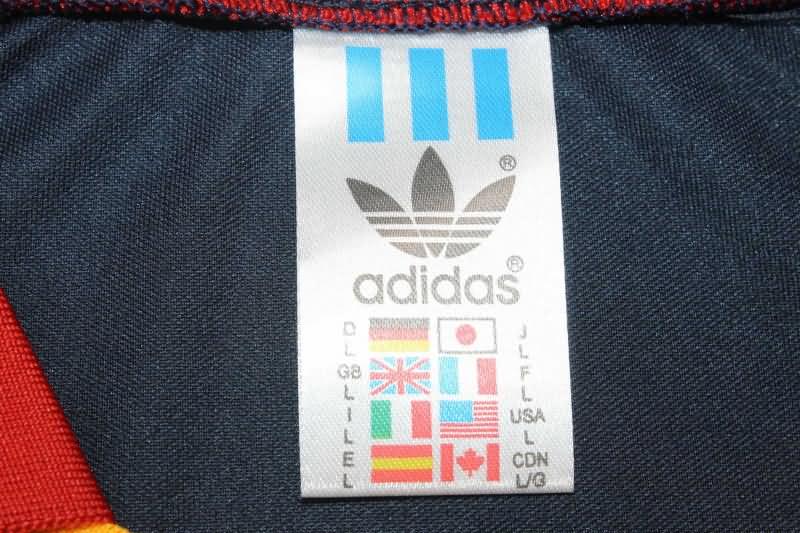 ®
adidas®
D J
L L
GB F
L L
I USA
L L
E CDN
L L/G